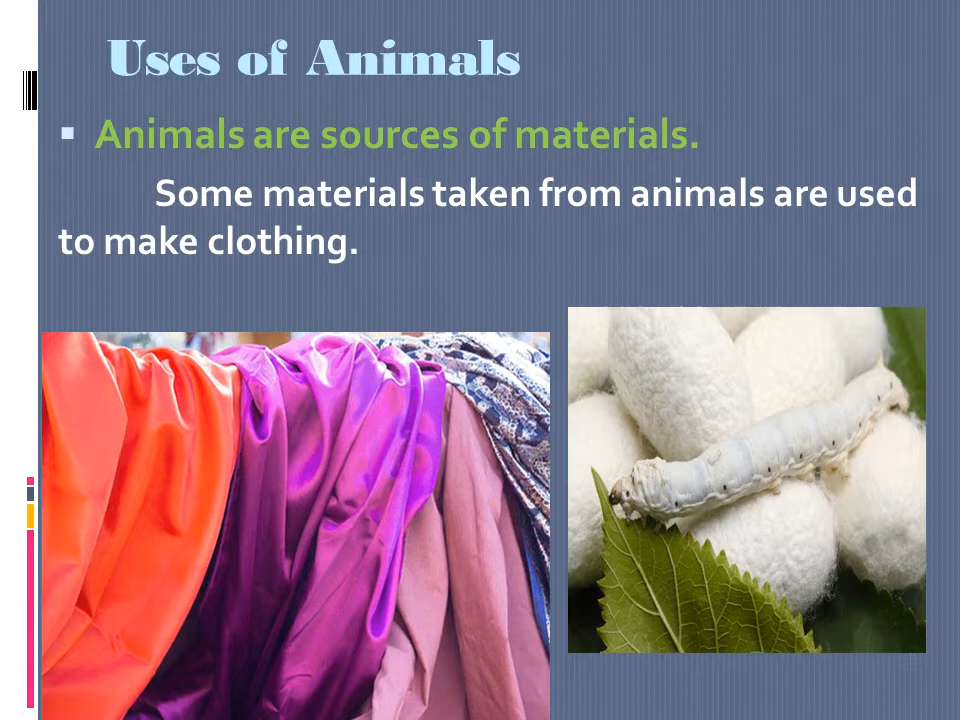 Uses of Animals
▪ Animals are sources of materials.
Some materials taken from animals are used
to make clothing.